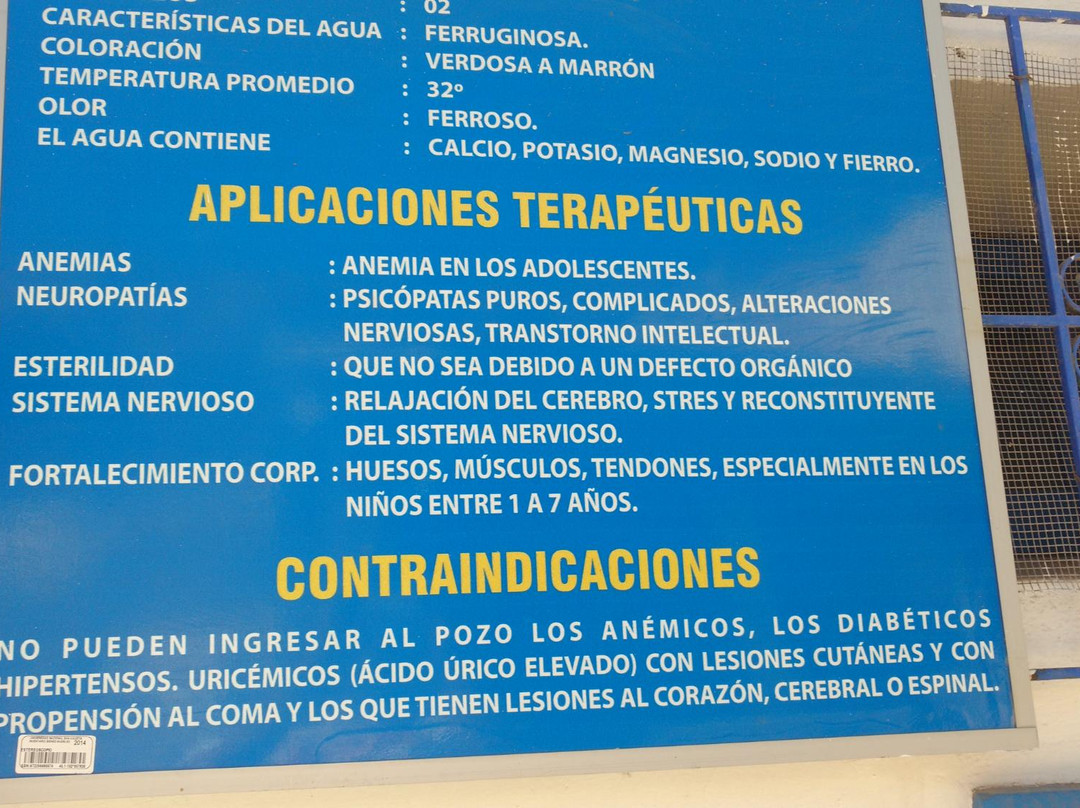 : 02
CARACTERÍSTICAS DEL AGUA : FERRUGINOSA.
COLORACIÓN : VERDOSA A MARRÓN
TEMPERATURA PROMEDIO : 32º
OLOR : FERROSO.
EL AGUA CONTIENE : CALCIO, POTASIO, MAGNESIO, SODIO Y FIERRO.
APLICACIONES TERAPÉUTICAS
ANEMIAS : ANEMIA EN LOS ADOLESCENTES.
NEUROPATÍAS : PSICÓPATAS PUROS, COMPLICADOS, ALTERACIONES
NERVIOSAS, TRANSTORNO INTELECTUAL.
ESTERILIDAD : QUE NO SEA DEBIDO A UN DEFECTO ORGÁNICO
SISTEMA NERVIOSO : RELAJACIÓN DEL CEREBRO, STRES Y RECONSTITUYENTE
DEL SISTEMA NERVIOSO.
FORTALECIMIENTO CORP. : HUESOS, MÚSCULOS, TENDONES, ESPECIALMENTE EN LOS
NIÑOS ENTRE 1 A 7 AÑOS.
CONTRAINDICACIONES
NO PUEDEN INGRESAR AL POZO LOS ANÉMICOS, LOS DIABÉTICOS
HIPERTENSOS. URICÉMICOS (ÁCIDO ÚRICO ELEVADO) CON LESIONES CUTÁNEAS Y CON
PROPENSIÓN AL COMA Y LOS QUE TIENEN LESIONES AL CORAZÓN, CEREBRAL O ESPINAL.
2014